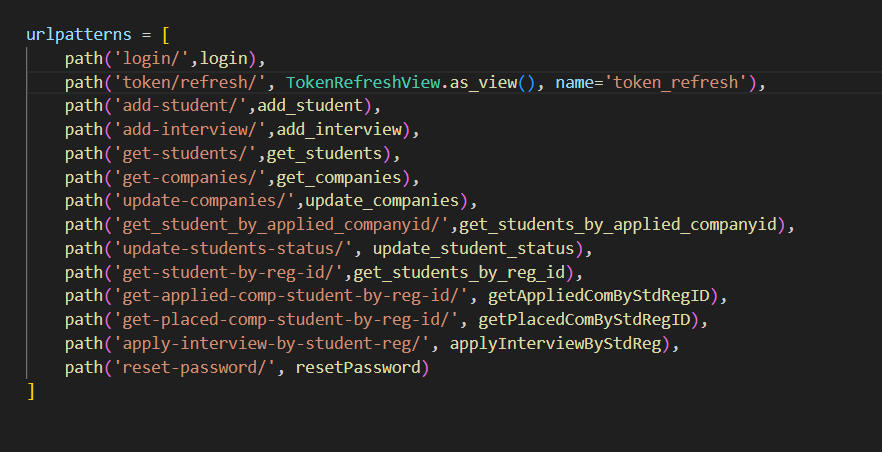 urlpatterns = [
    path('login/',login),
    path('token/refresh/', TokenRefreshView.as_view(), name='token_refresh'),
    path('add-student/',add_student),
    path('add-interview/',add_interview),
    path('get-students/',get_students),
    path('get-companies/',get_companies),
    path('update-companies/',update_companies),
    path('get_student_by_applied_companyid/',get_students_by_applied_companyid),
    path('update-students-status/', update_student_status),
    path('get-student-by-reg-id/',get_students_by_reg_id),
    path('get-applied-comp-student-by-reg-id/', getAppliedComByStdRegID),
    path('get-placed-comp-student-by-reg-id/', getPlacedComByStdRegID),
    path('apply-interview-by-student-reg/', applyInterviewByStdReg),
    path('reset-password/', resetPassword)
]